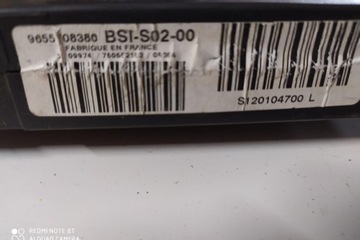 9655108380 BSI-S02-00
FABRIQUE EN FRANCE
S120104700 L
REDMI NOTE 8T
AI QUAD CAMERA